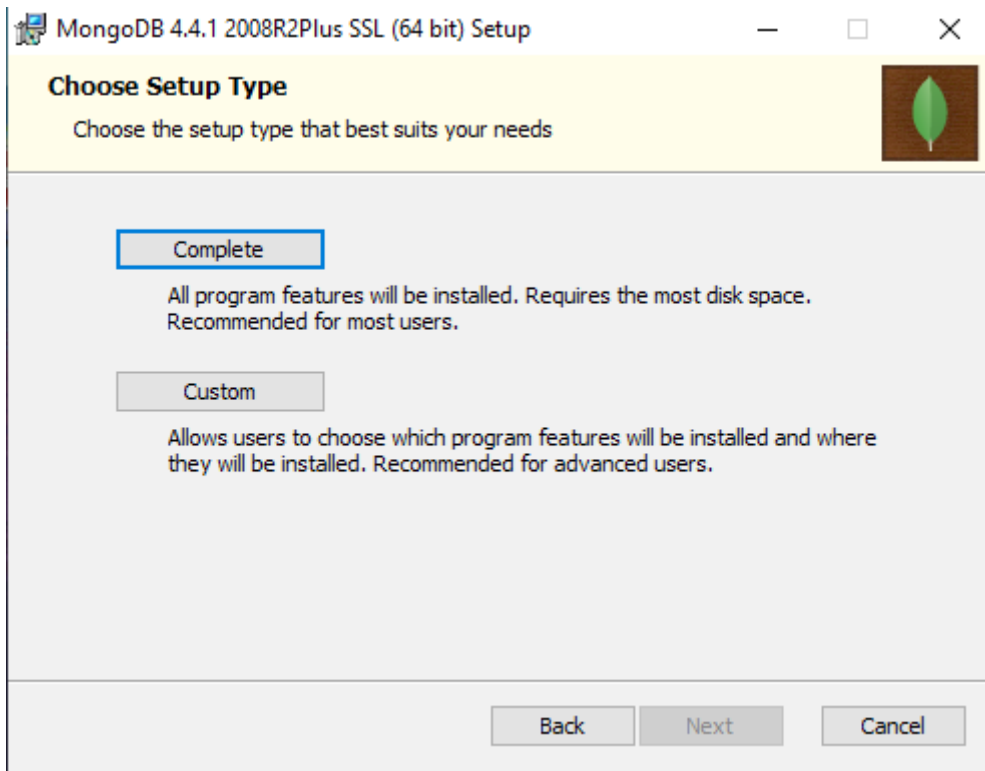 MongoDB 4.4.1 2008R2Plus SSL (64 bit) Setup
Choose Setup Type
Choose the setup type that best suits your needs
Complete
All program features will be installed. Requires the most disk space.
Recommended for most users.
Custom
Allows users to choose which program features will be installed and where
they will be installed. Recommended for advanced users.
Back Next Cancel